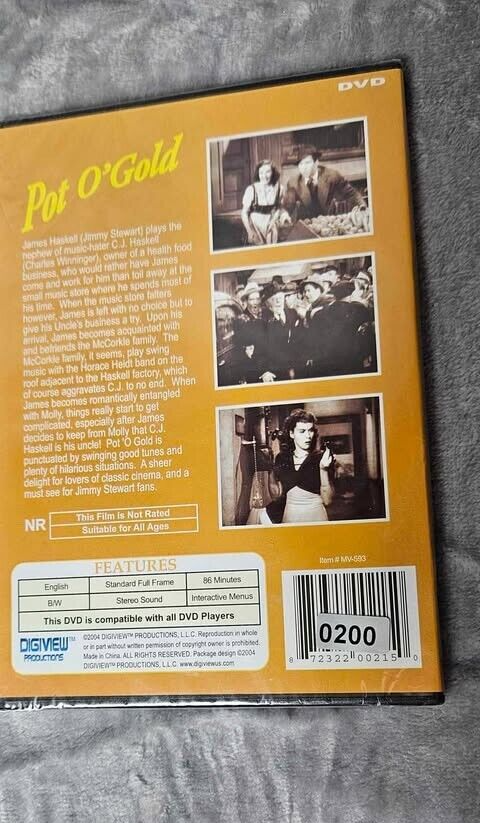 DVD
Pot O'Gold
James Haskell (Jimmy Stewart) plays the
nephew of music-hater C.J. Haskell
(Charles Winninger), owner of a health food
business, who would rather have James
come and work for him than toil away at the
small music store where he spends most of
his time. When the music store falters
however, James is left with no choice but to
give his Uncle's business a try. Upon his
arrival, James becomes acquainted with
and befriends the McCorkle family. The
McCorkle family, it seems, play swing
music with the Horace Heidt band on the
roof adjacent to the Haskell factory, which
of course aggravates C.J. to no end. When
James becomes romantically entangled
with Molly, things really start to get
complicated, especially after James
decides to keep from Molly that C.J.
Haskell is his uncle! Pot 'O Gold is
punctuated by swinging good tunes and
plenty of hilarious situations. A sheer
delight for lovers of classic cinema, and a
must see for Jimmy Stewart fans.
NR
This Film Is Not Rated
Suitable for All Ages
FEATURES
English Standard Full Frame 86 Minutes
B/W Stereo Sound Interactive Menus
This DVD is compatible with all DVD Players
DIGIVIEW™
PRODUCTIONS
©2004 DIGIVIEW™ PRODUCTIONS, L.L.C. Reproduction in whole
or in part without written permission of copyright owner is prohibited.
Made in China. ALL RIGHTS RESERVED. Package design ©2004
DIGIVIEW™ PRODUCTIONS, L.L.C. www.digiviewus.com
Item # MV-593
0200
8 72322 00215 0